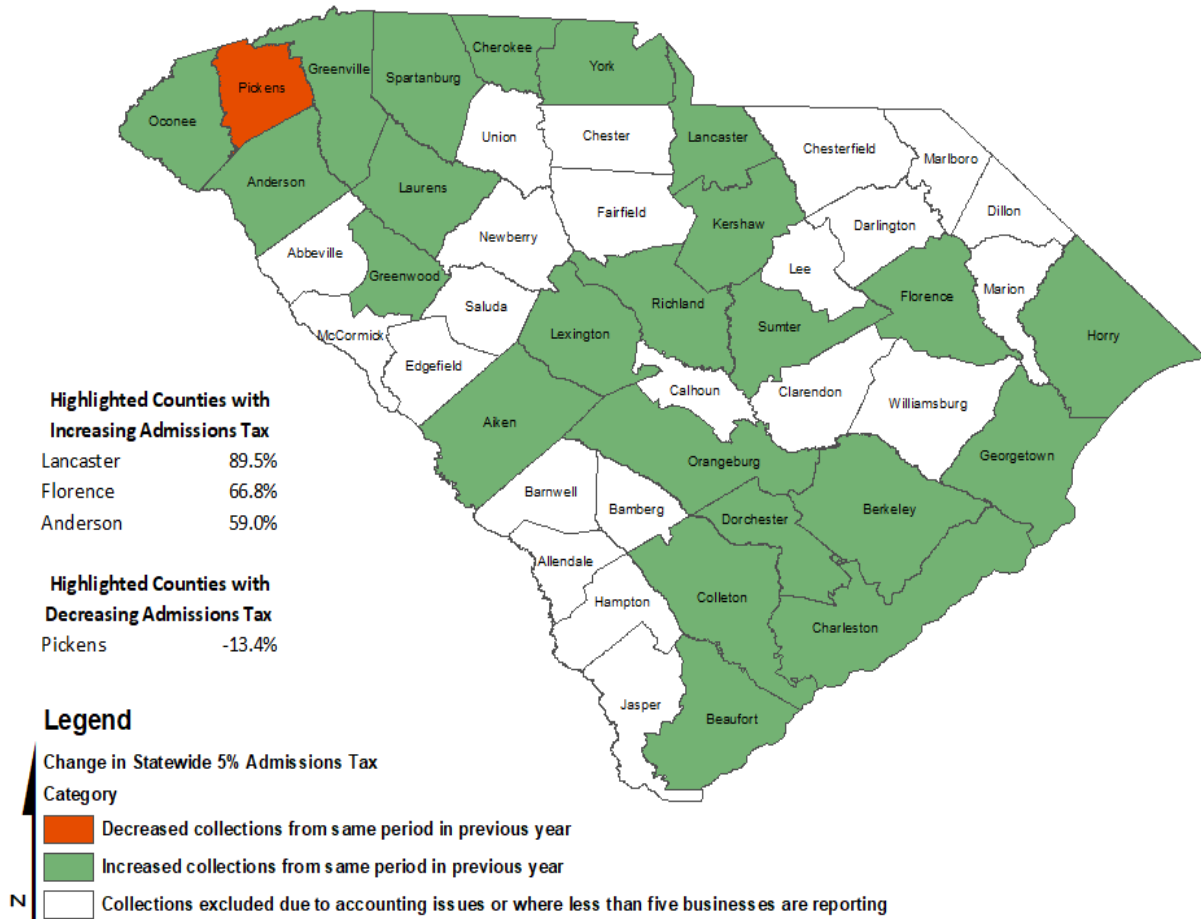 Cherokee
York
Greenville
Spartanburg
Pickens
Oconee
Union
Chester
Lancaster
Chesterfield
Marlboro
Anderson
Laurens
Fairfield
Kershaw
Darlington
Dillon
Abbeville
Newberry
Lee
Greenwood
Saluda
Richland
Florence
Marion
McCormick
Lexington
Sumter
Horry
Edgefield
Calhoun
Clarendon
Williamsburg
Aiken
Orangeburg
Georgetown
Barnwell
Bamberg
Dorchester
Berkeley
Allendale
Hampton
Colleton
Charleston
Jasper
Beaufort
Highlighted Counties with
Increasing Admissions Tax
Lancaster 89.5%
Florence 66.8%
Anderson 59.0%
Highlighted Counties with
Decreasing Admissions Tax
Pickens -13.4%
Legend
Change in Statewide 5% Admissions Tax
Category
Decreased collections from same period in previous year
Increased collections from same period in previous year
Collections excluded due to accounting issues or where less than five businesses are reporting
N